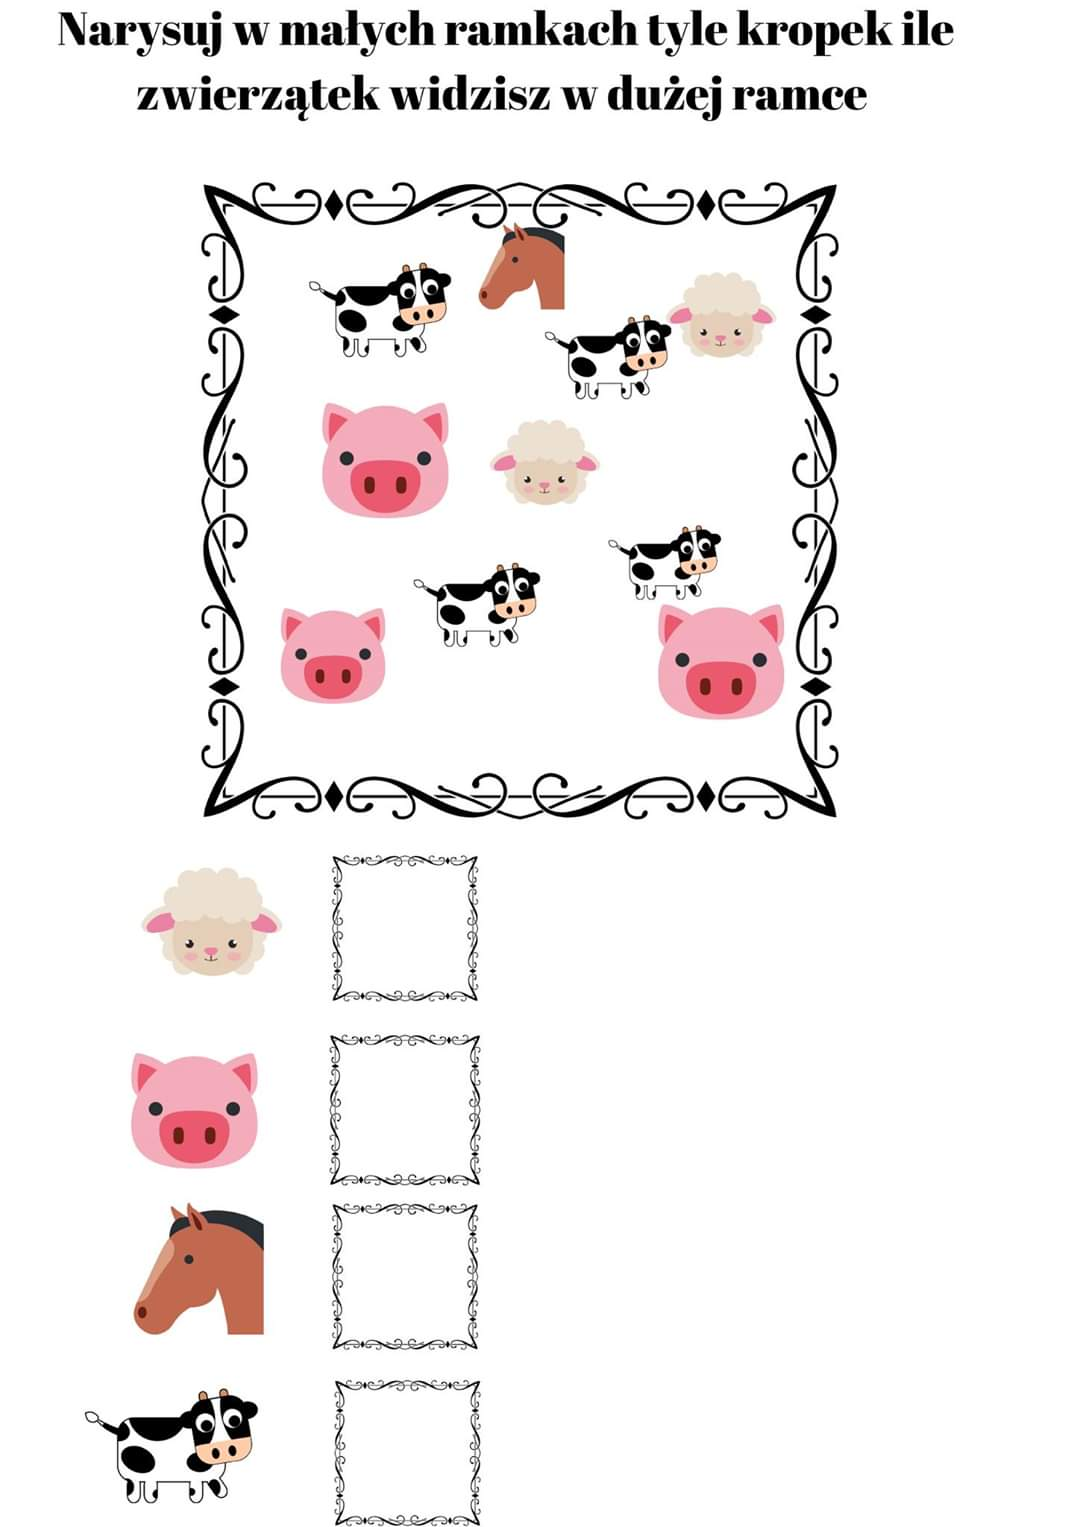 Narysuj w małych ramkach tyle kropek ile
zwierzątek widzisz w dużej ramce